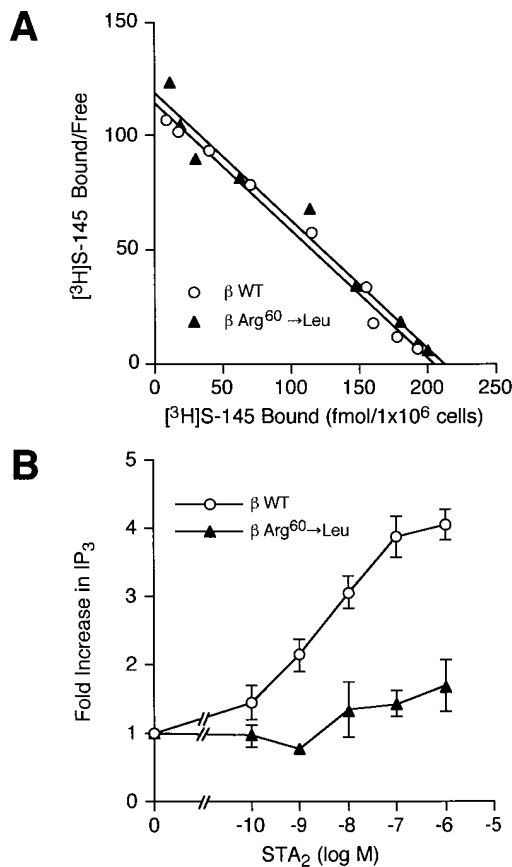 A
150
100
50
0
[³H]S-145 Bound/Free
β WT
β Arg⁶⁰→Leu
0 50 100 150 200 250
[³H]S-145 Bound (fmol/1x10⁶ cells)
B
5
4
3
2
1
0
Fold Increase in IP₃
β WT
β Arg⁶⁰→Leu
0 -10 -9 -8 -7 -6 -5
STA₂ (log M)